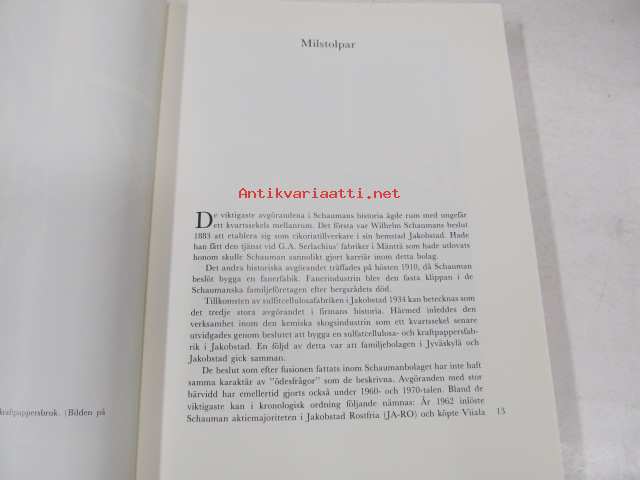 Milstolpar
Antikvariaatti.net
De viktigaste avgörandena i Schaumans historia ägde rum med ungefär
ett kvartssekels mellanrum. Det första var Wilhelm Schaumans beslut
1883 att etablera sig som cikoriatillverkare i sin hemstad Jakobstad. Hade
han fått den tjänst vid G.A. Serlachius' fabriker i Mänttä som hade utlovats
honom skulle Schauman sannolikt gjort karriär inom detta bolag.
Det andra historiska avgörandet träffades på hösten 1910, då Schauman
beslöt bygga en fanerfabik. Fanerindustrin blev den fasta klippan i de
Schaumanska familjeföretagen efter bergsrådets död.
Tillkomsten av sulfitcellulosafabriken i Jakobstad 1934 kan betecknas som
det tredje stora avgörandet i firmans historia. Härmed inleddes den
verksamhet inom den kemiska skogsindustrin som ett kvartssekel senare
utvidgades genom beslutet att bygga en sulfatcellulosa- och kraftpappersfab-
rik i Jakobstad. En följd av detta var att familjebolagen i Jyväskylä och
Jakobstad gick samman.
De beslut som efter fusionen fattats inom Schaumanbolaget har inte haft
samma karaktär av "ödesfrågor" som de beskrivna. Avgöranden med stor
bärvidd har emellertid gjorts också under 1960- och 1970-talen. Bland de
viktigaste kan i kronologisk ordning följande nämnas: År 1962 inlöste
Schauman aktiemajoriteten i Jakobstad Rostfria (JA-RO) och köpte Viiala
13
kraftpappersbruk. (Bilden på